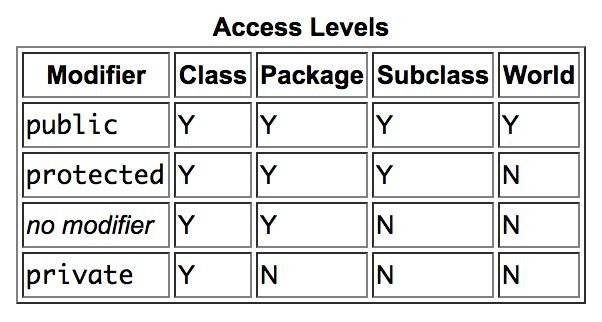 Access Levels
Modifier Class Package Subclass World
public Y Y Y Y
protected Y Y Y N
no modifier Y Y N N
private Y N N N